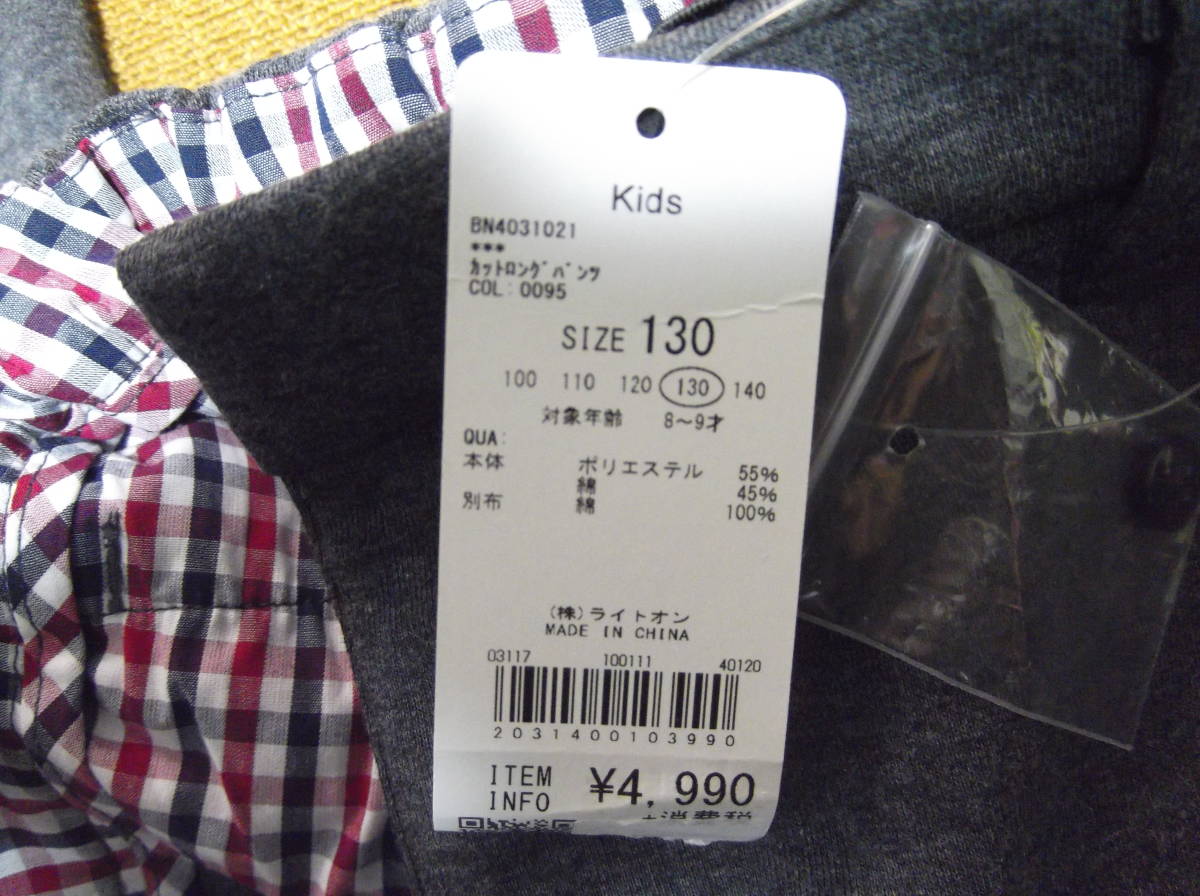 Kids
BN4031021
***
ｶｯﾄﾛﾝｸﾞﾊﾟﾝﾂ
COL:0095
SIZE 130
100 110 120 130 140
対象年齢 8〜9才
QUA:
本体 ポリエステル 55%
綿 45%
別布 綿 100%
(株)ライトオン
MADE IN CHINA
03117 100111 40120
2031400103990
ITEM INFO ¥4,990
+消費税